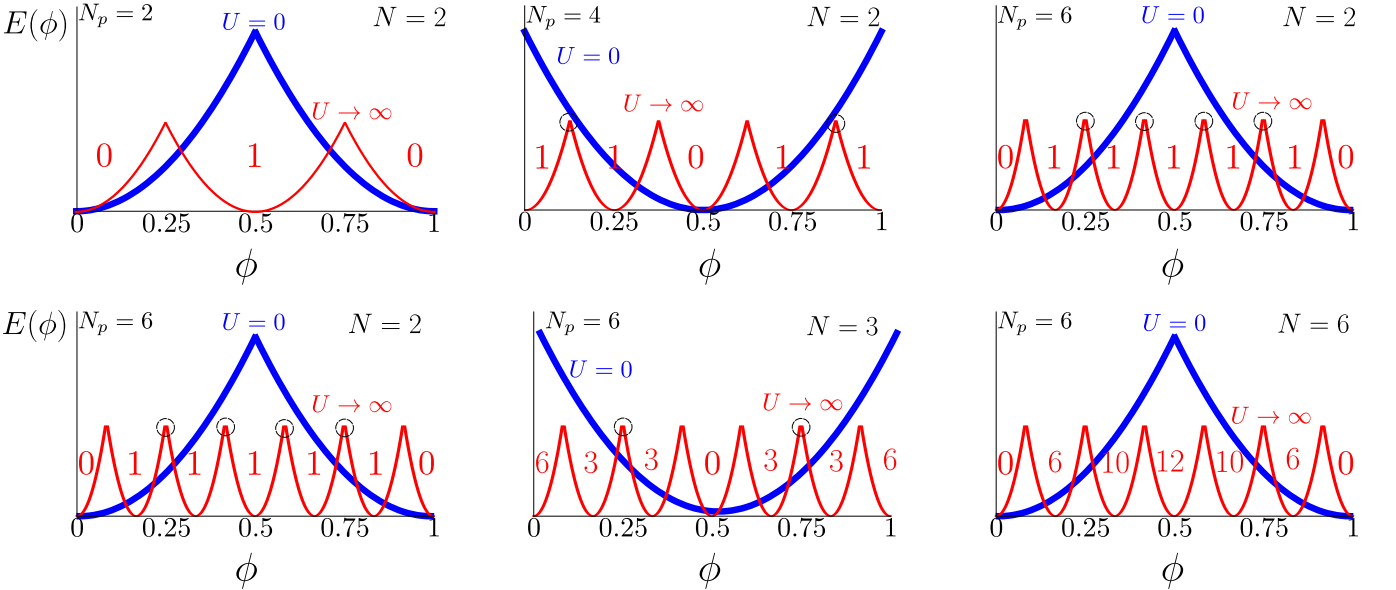 E(ϕ) N_p = 2 U = 0 N = 2
U → ∞
0 1 0
0 0.25 0.5 0.75 1
ϕ
N_p = 4 N = 2
U = 0
U → ∞
1 1 0 1 1
0 0.25 0.5 0.75 1
ϕ
N_p = 6 U = 0 N = 2
U → ∞
0 1 1 1 1 1 0
0 0.25 0.5 0.75 1
ϕ
E(ϕ) N_p = 6 U = 0 N = 2
U → ∞
0 1 1 1 1 1 0
0 0.25 0.5 0.75 1
ϕ
N_p = 6 N = 3
U = 0
U → ∞
6 3 3 0 3 3 6
0 0.25 0.5 0.75 1
ϕ
N_p = 6 U = 0 N = 6
U → ∞
0 6 10 12 10 6 0
0 0.25 0.5 0.75 1
ϕ